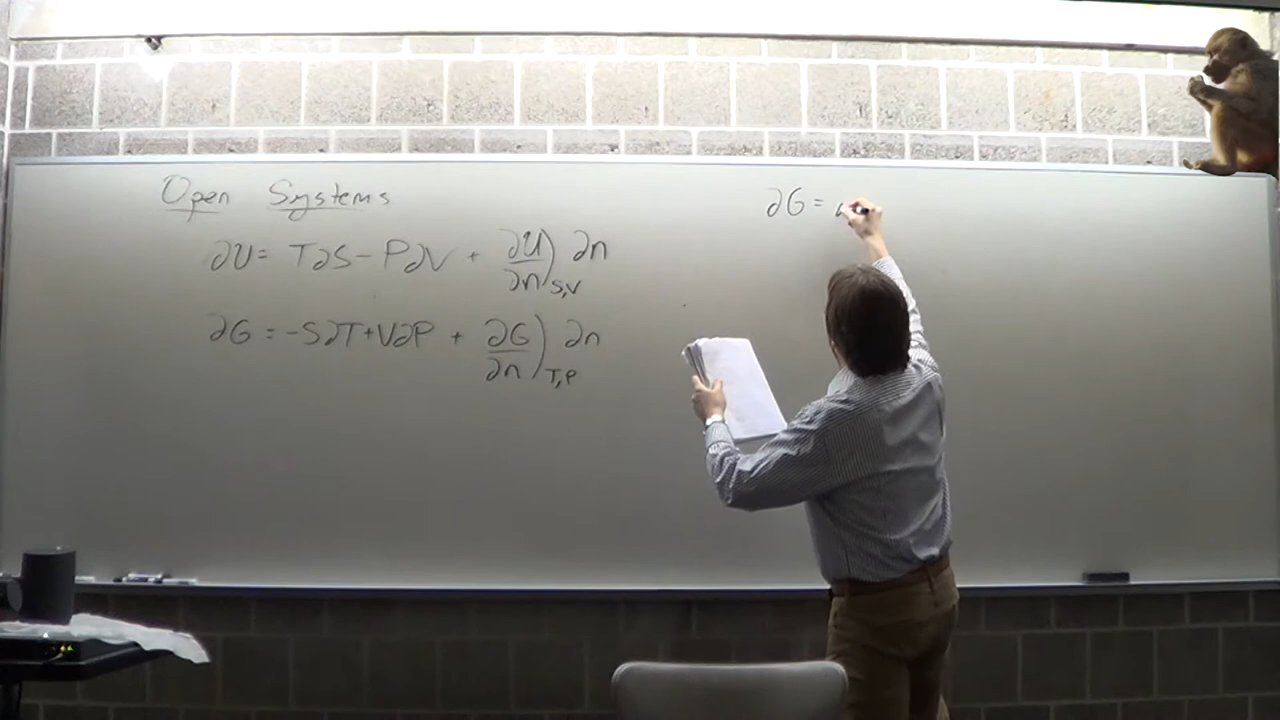 Open Systems
∂U = T∂S - P∂V + ∂U/∂n)S,V ∂n
∂G = -S∂T + V∂P + ∂G/∂n)T,P ∂n
∂G =